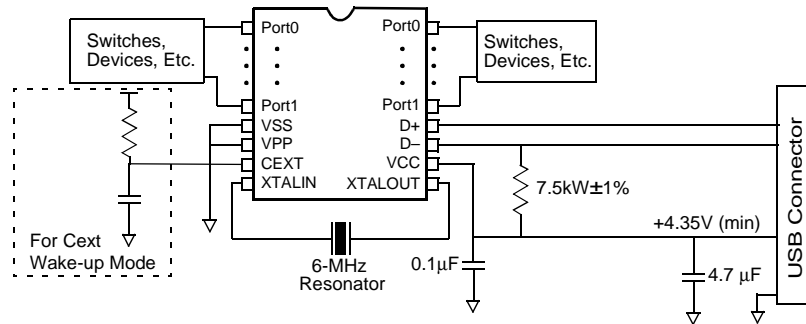 Switches,
Devices, Etc.
Port0
Port0
Switches,
Devices, Etc.
Port1
Port1
VSS
D+
VPP
D–
CEXT
VCC
XTALIN
XTALOUT
7.5kW±1%
USB Connector
For Cext
Wake-up Mode
6-MHz
Resonator
0.1µF
+4.35V (min)
4.7 µF